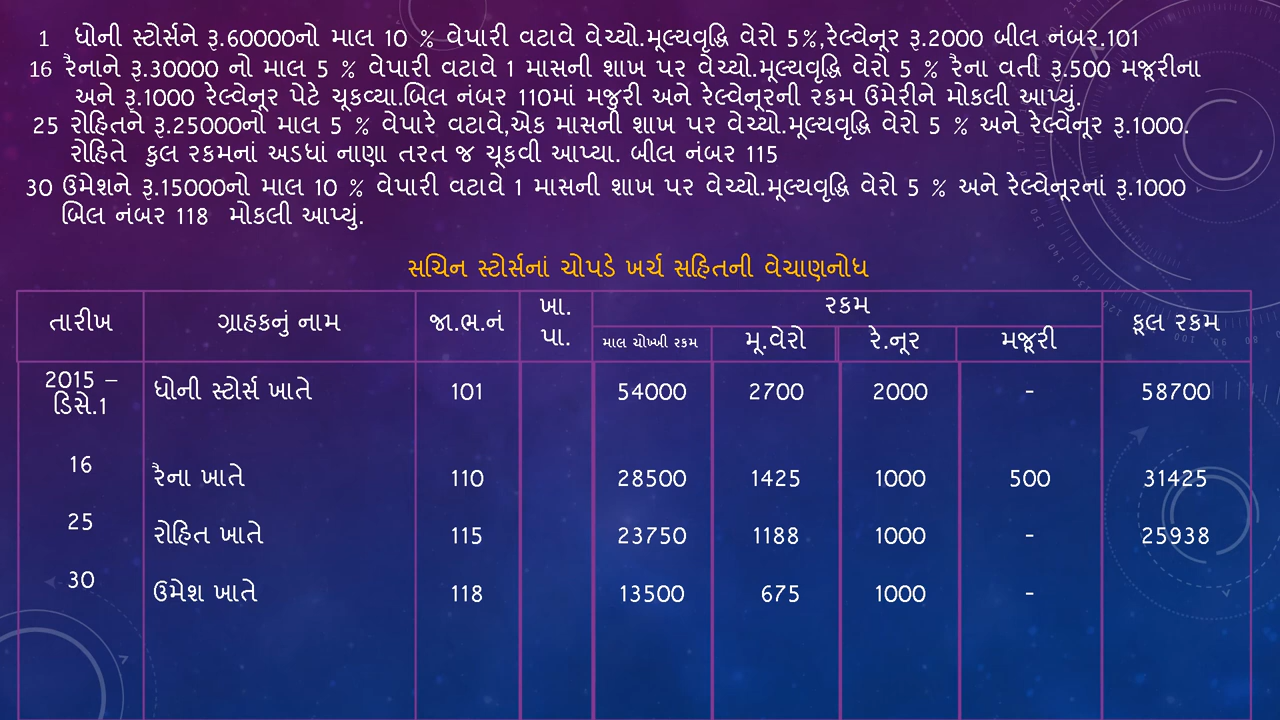 1 ધોની સ્ટોર્સને રૂ.60000નો માલ 10 % વેપારી વટાવે વેચ્યો.મૂલ્યવૃદ્ધિ વેરો 5%,રેલ્વેનૂર રૂ.2000 બીલ નંબર.101
16 રૈનાને રૂ.30000 નો માલ 5 % વેપારી વટાવે 1 માસની શાખ પર વેચ્યો.મૂલ્યવૃદ્ધિ વેરો 5 % રૈના વતી રૂ.500 મજૂરીના
અને રૂ.1000 રેલ્વેનૂર પેટે ચૂકવ્યા.બિલ નંબર 110માં મજુરી અને રેલ્વેનૂરની રકમ ઉમેરીને મોકલી આપ્યું.
25 રોહિતને રૂ.25000નો માલ 5 % વેપારે વટાવે,એક માસની શાખ પર વેચ્યો.મૂલ્યવૃદ્ધિ વેરો 5 % અને રેલ્વેનૂર રૂ.1000.
રોહિતે કુલ રકમનાં અડધાં નાણા તરત જ ચૂકવી આપ્યા. બીલ નંબર 115
30 ઉમેશને રૂ.15000નો માલ 10 % વેપારી વટાવે 1 માસની શાખ પર વેચ્યો.મૂલ્યવૃદ્ધિ વેરો 5 % અને રેલ્વેનૂરનાં રૂ.1000
બિલ નંબર 118 મોકલી આપ્યું.
સચિન સ્ટોર્સનાં ચોપડે ખર્ચ સહિતની વેચાણનોધ
તારીખ ગ્રાહકનું નામ જા.ભ.નં ખા. પા. રકમ કૂલ રકમ
માલ ચોખ્ખી રકમ મૂ.વેરો રે.નૂર મજૂરી
2015 – ડિસે.1 ધોની સ્ટોર્સ ખાતે 101 54000 2700 2000 - 58700
16 રૈના ખાતે 110 28500 1425 1000 500 31425
25 રોહિત ખાતે 115 23750 1188 1000 - 25938
30 ઉમેશ ખાતે 118 13500 675 1000 -